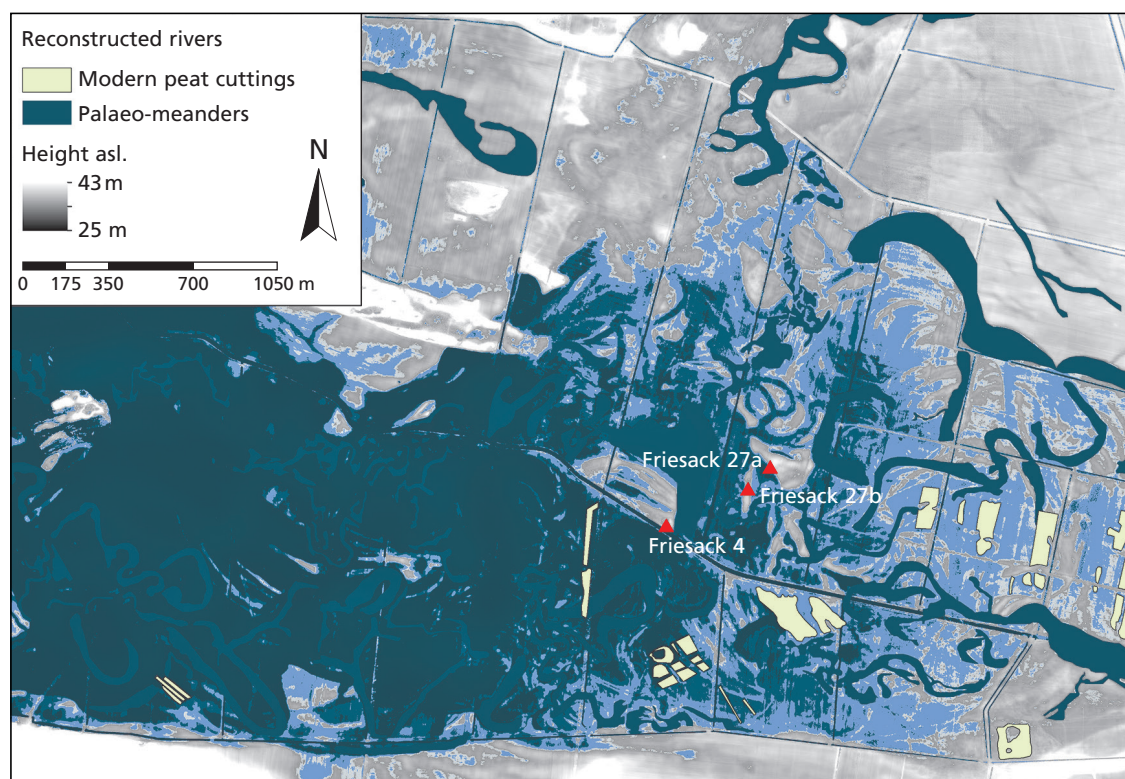 Reconstructed rivers
Modern peat cuttings
Palaeo-meanders
Height asl.
43 m
25 m
N
0 175 350 700 1050 m
Friesack 27a
Friesack 27b
Friesack 4